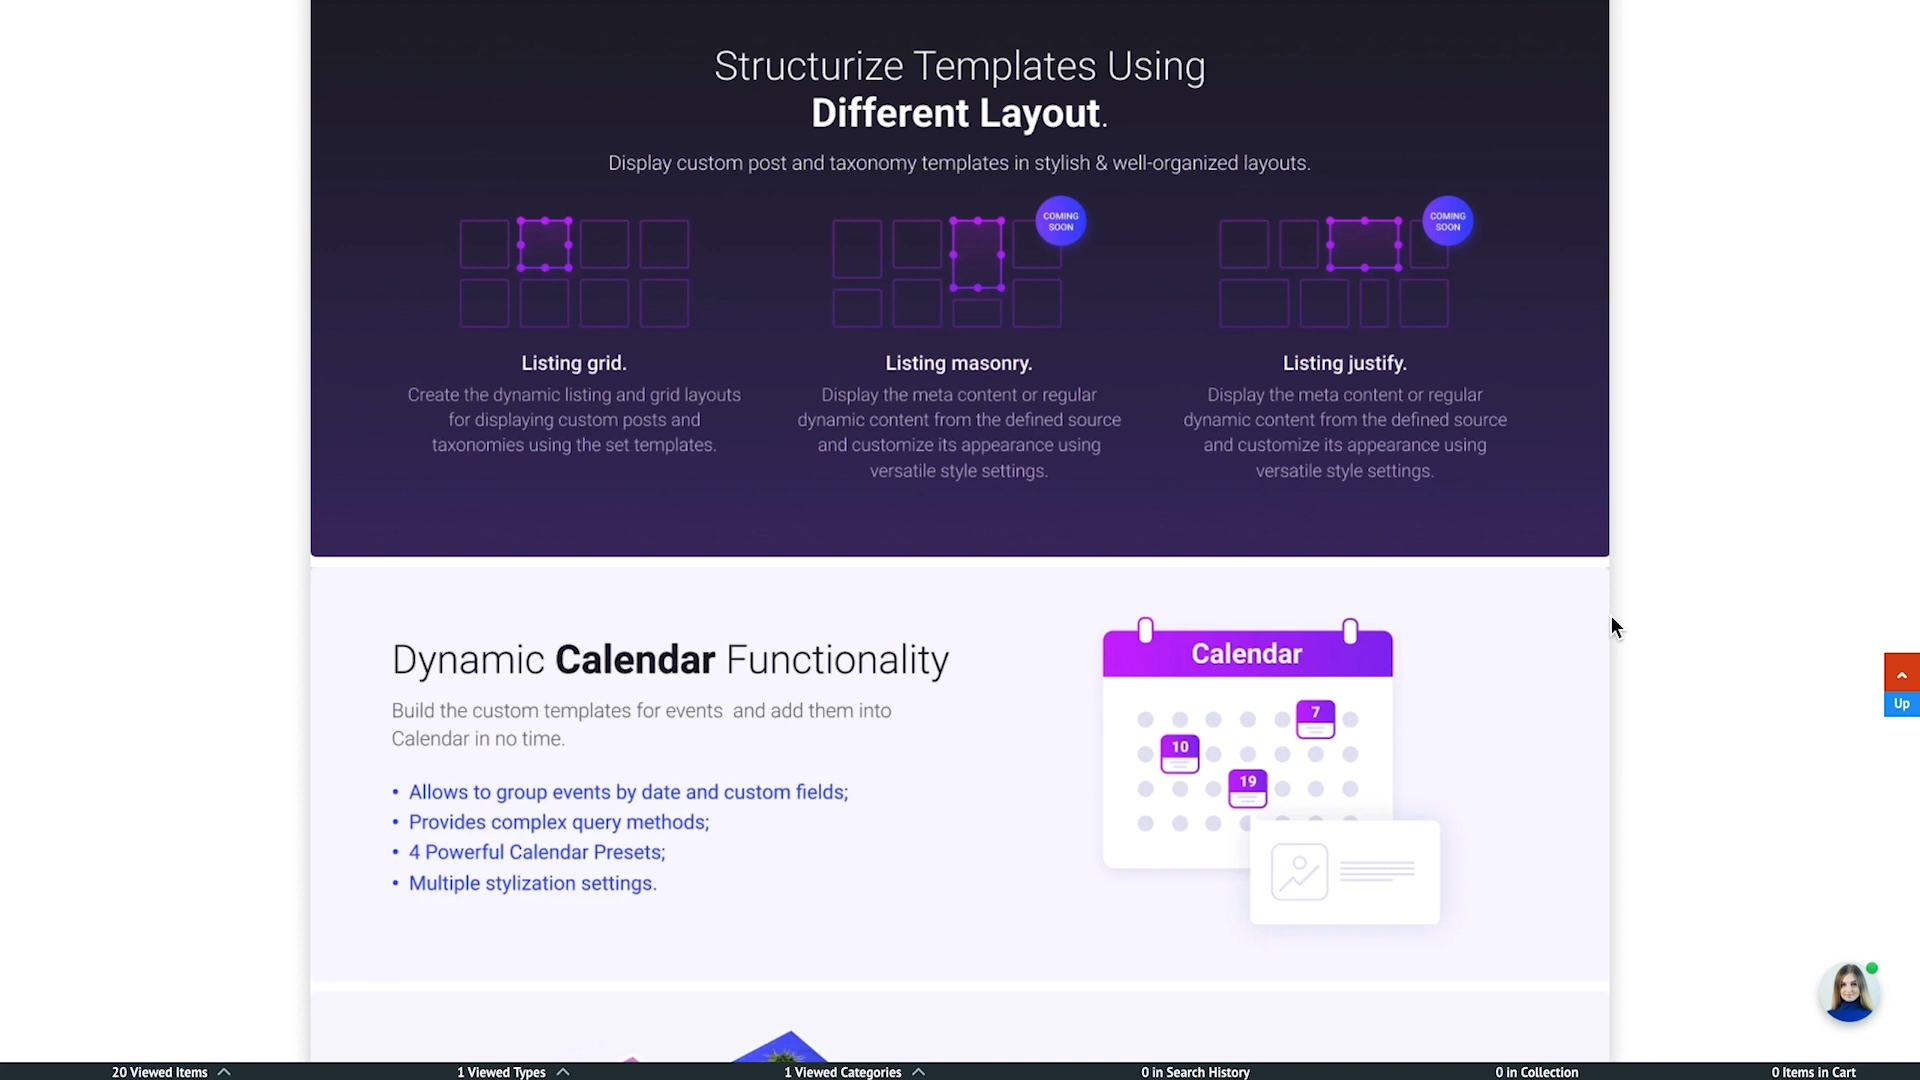 Structurize Templates Using
Different Layout.
Display custom post and taxonomy templates in stylish & well-organized layouts.
COMING
SOON
COMING
SOON
Listing grid.
Create the dynamic listing and grid layouts
for displaying custom posts and
taxonomies using the set templates.
Listing masonry.
Display the meta content or regular
dynamic content from the defined source
and customize its appearance using
versatile style settings.
Listing justify.
Display the meta content or regular
dynamic content from the defined source
and customize its appearance using
versatile style settings.
Dynamic Calendar Functionality
Build the custom templates for events and add them into
Calendar in no time.
• Allows to group events by date and custom fields;
• Provides complex query methods;
• 4 Powerful Calendar Presets;
• Multiple stylization settings.
Calendar
7
10
19
Up
20 Viewed Items
1 Viewed Types
1 Viewed Categories
0 in Search History
0 in Collection
0 Items in Cart